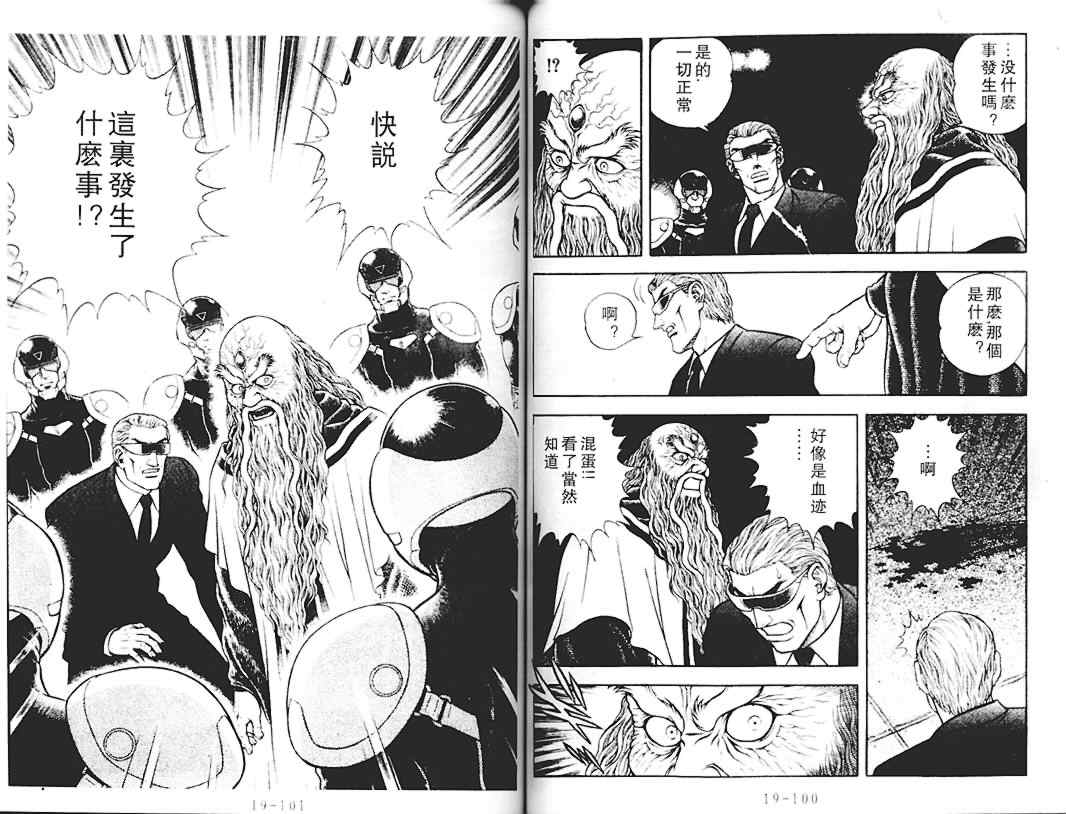 …没什麼
事發生嗎？
是的．
一切正常
!?
那麼．那個
是什麼？
啊？
…啊
好像是血迹
……
混蛋!!
看了當然
知道
19-100
快説
這裏發生了
什麼事!?
19-101